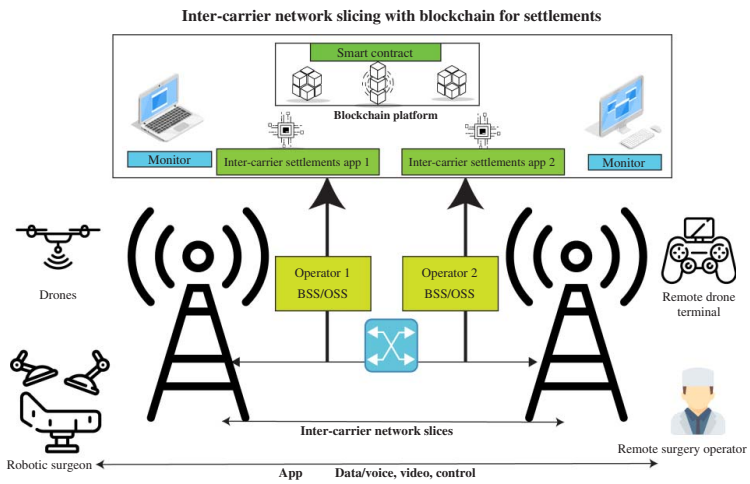 Inter-carrier network slicing with blockchain for settlements
Smart contract
Blockchain platform
Monitor
Inter-carrier settlements app 1
Inter-carrier settlements app 2
Monitor
Drones
Operator 1
BSS/OSS
Operator 2
BSS/OSS
Remote drone
terminal
Inter-carrier network slices
Robotic surgeon
Remote surgery operator
App Data/voice, video, control